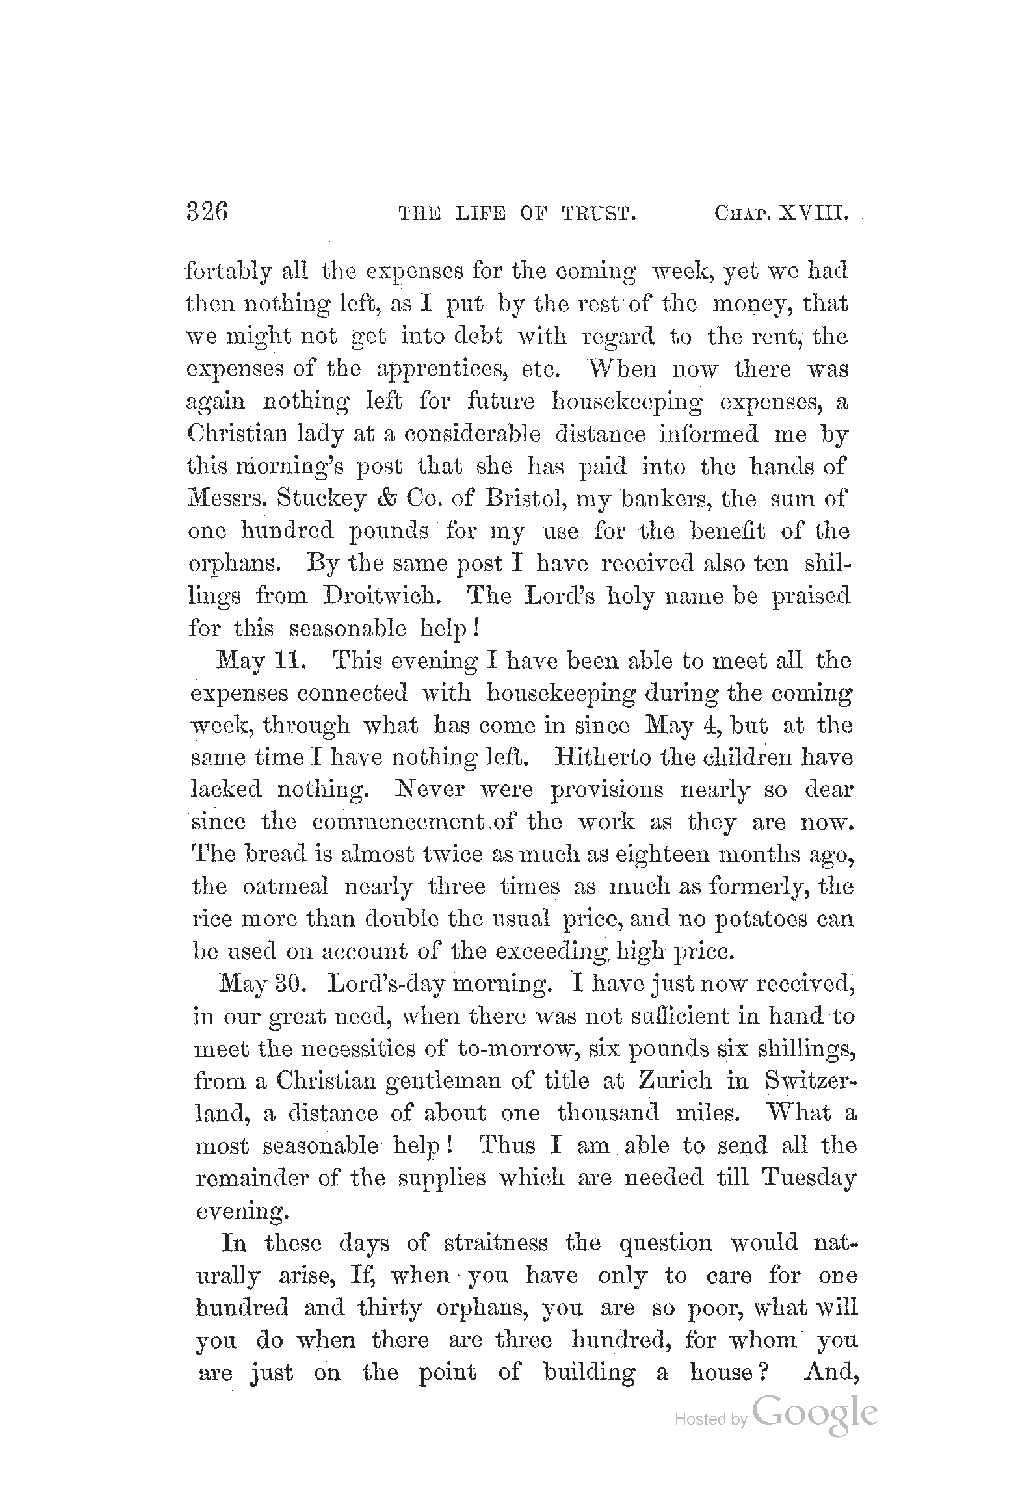 326 THE LIFE OF TRUST. CHAP. XVIII.
fortably all the expenses for the coming week, yet we had
then nothing left, as I put by the rest of the money, that
we might not get into debt with regard to the rent, the
expenses of the apprentices, etc. When now there was
again nothing left for future housekeeping expenses, a
Christian lady at a considerable distance informed me by
this morning's post that she has paid into the hands of
Messrs. Stuckey & Co. of Bristol, my bankers, the sum of
one hundred pounds for my use for the benefit of the
orphans. By the same post I have received also ten shil-
lings from Droitwich. The Lord's holy name be praised
for this seasonable help!
May 11. This evening I have been able to meet all the
expenses connected with housekeeping during the coming
week, through what has come in since May 4, but at the
same time I have nothing left. Hitherto the children have
lacked nothing. Never were provisions nearly so dear
since the commencement of the work as they are now.
The bread is almost twice as much as eighteen months ago,
the oatmeal nearly three times as much as formerly, the
rice more than double the usual price, and no potatoes can
be used on account of the exceeding high price.
May 30. Lord's-day morning. I have just now received,
in our great need, when there was not sufficient in hand to
meet the necessities of to-morrow, six pounds six shillings,
from a Christian gentleman of title at Zurich in Switzer-
land, a distance of about one thousand miles. What a
most seasonable help! Thus I am able to send all the
remainder of the supplies which are needed till Tuesday
evening.
In these days of straitness the question would nat-
urally arise, If, when you have only to care for one
hundred and thirty orphans, you are so poor, what will
you do when there are three hundred, for whom you
are just on the point of building a house? And,
Hosted by Google